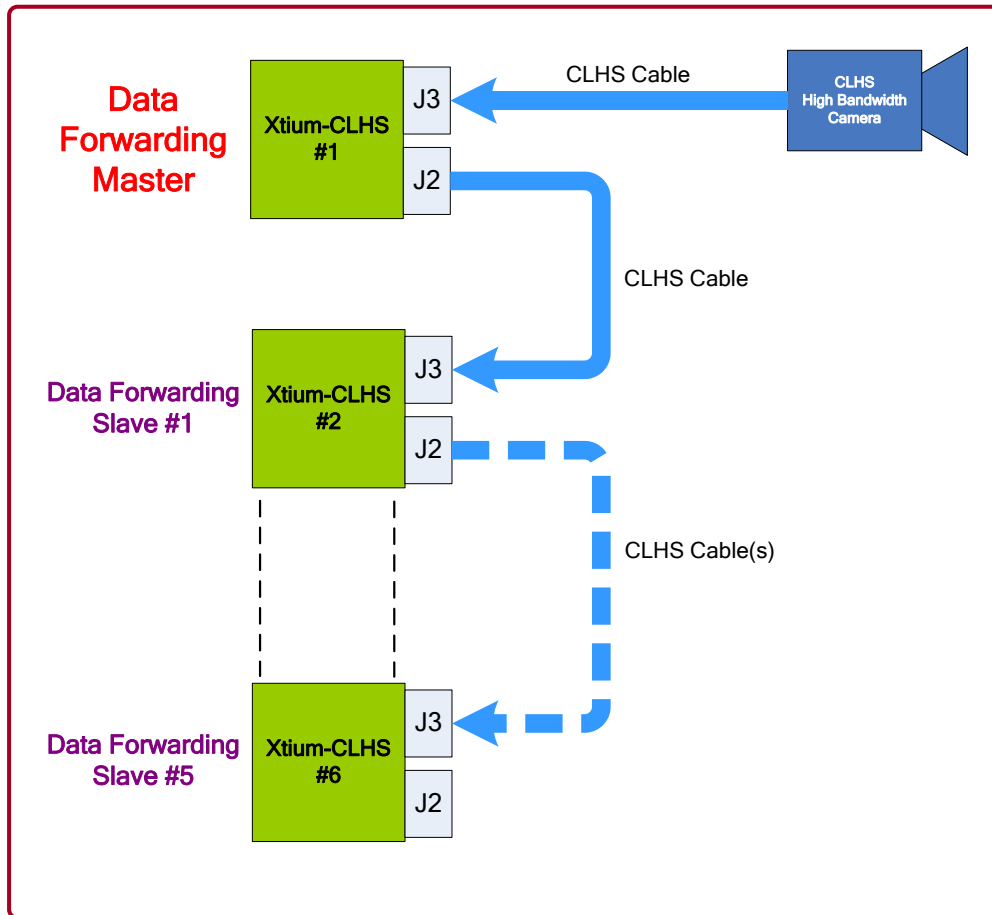 Data
Forwarding
Master
Xtium-CLHS
#1
J3
J2
CLHS Cable
CLHS
High Bandwidth
Camera
CLHS Cable
Data Forwarding
Slave #1
Xtium-CLHS
#2
J3
J2
CLHS Cable(s)
Data Forwarding
Slave #5
Xtium-CLHS
#6
J3
J2